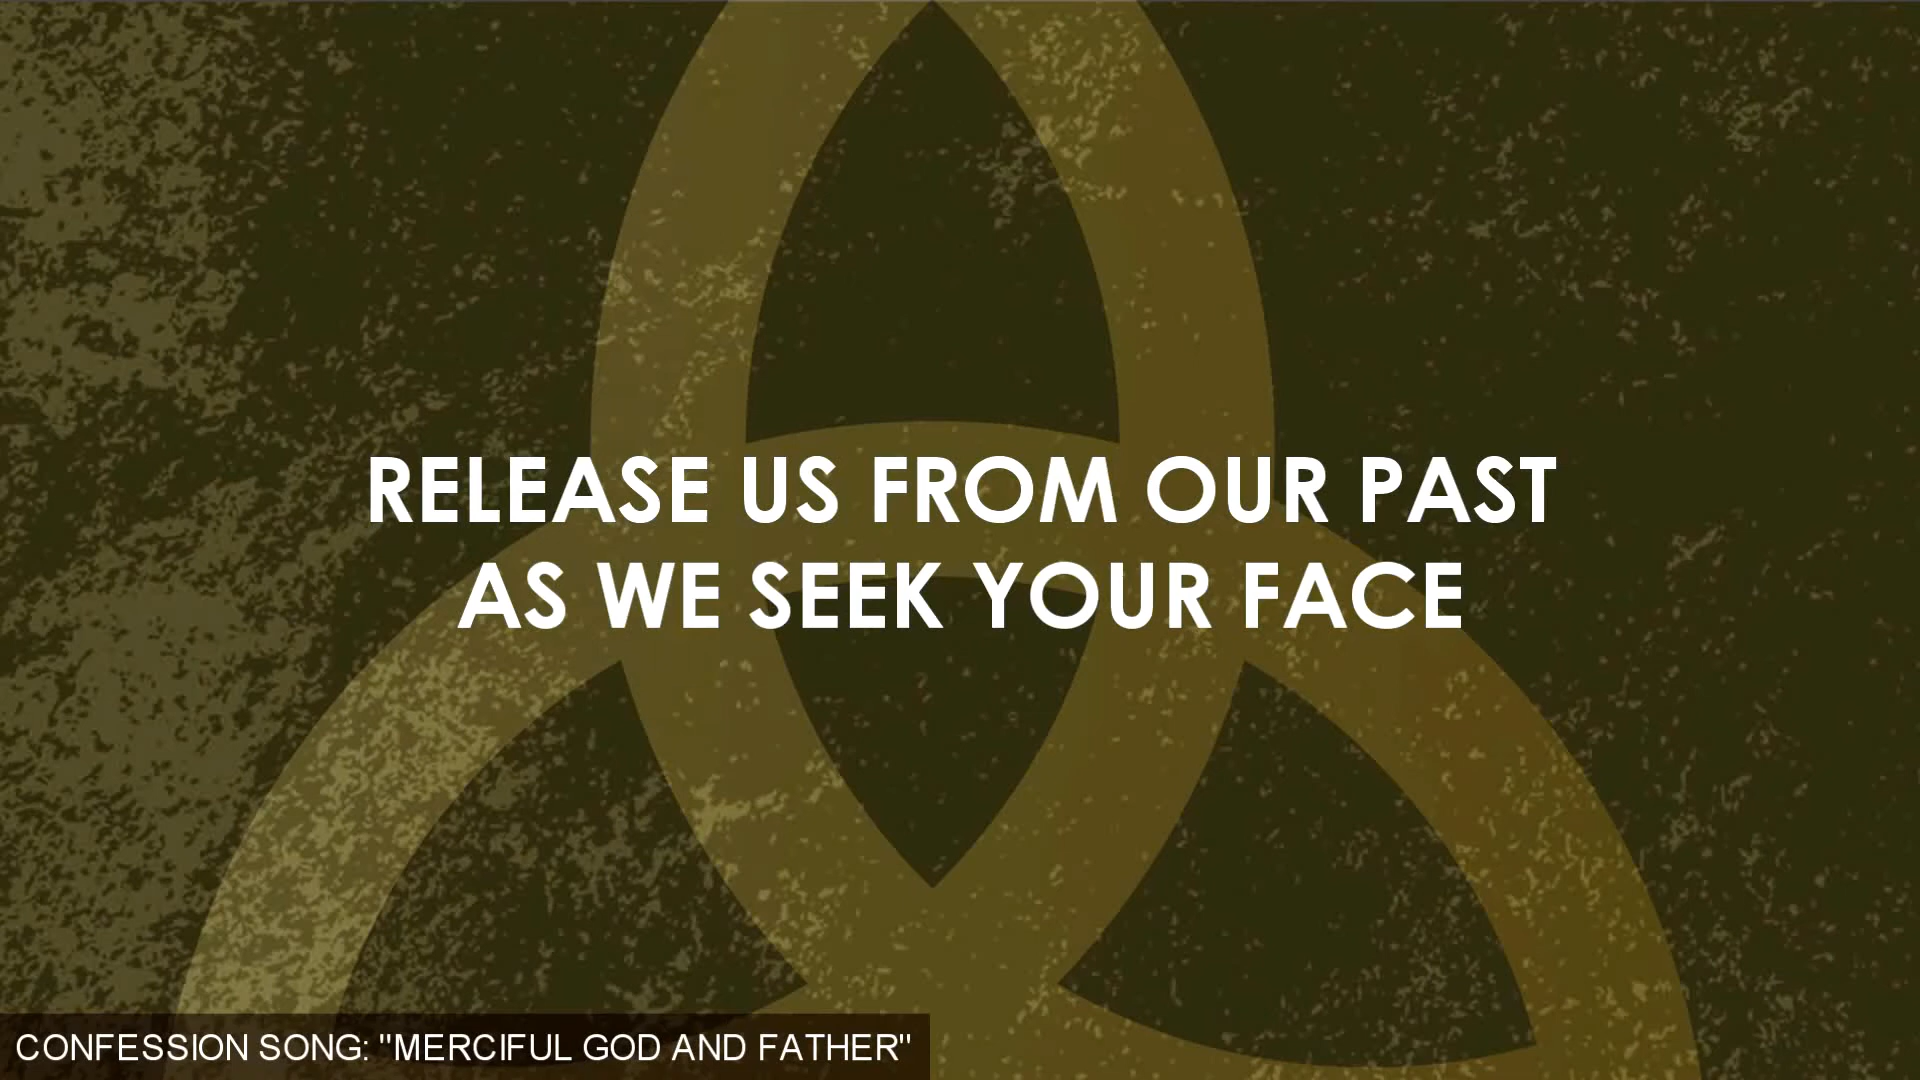 RELEASE US FROM OUR PAST
AS WE SEEK YOUR FACE
CONFESSION SONG: "MERCIFUL GOD AND FATHER"